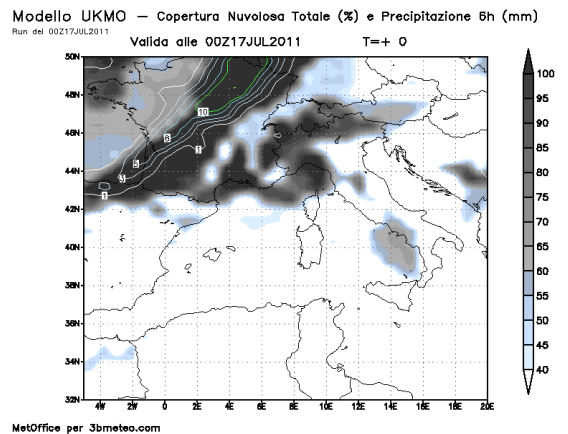 Modello UKMO – Copertura Nuvolosa Totale (%) e Precipitazione 6h (mm)
Run del 00Z17JUL2011
Valida alle 00Z17JUL2011 T=+ 0
50N
48N
46N
44N
42N
40N
38N
36N
34N
32N
10
8
5
3
1
1
1
4W 2W 0 2E 4E 6E 8E 10E 12E 14E 16E 18E 20E
100
95
90
85
80
75
70
65
60
55
50
45
40
MetOffice per 3bmeteo.com